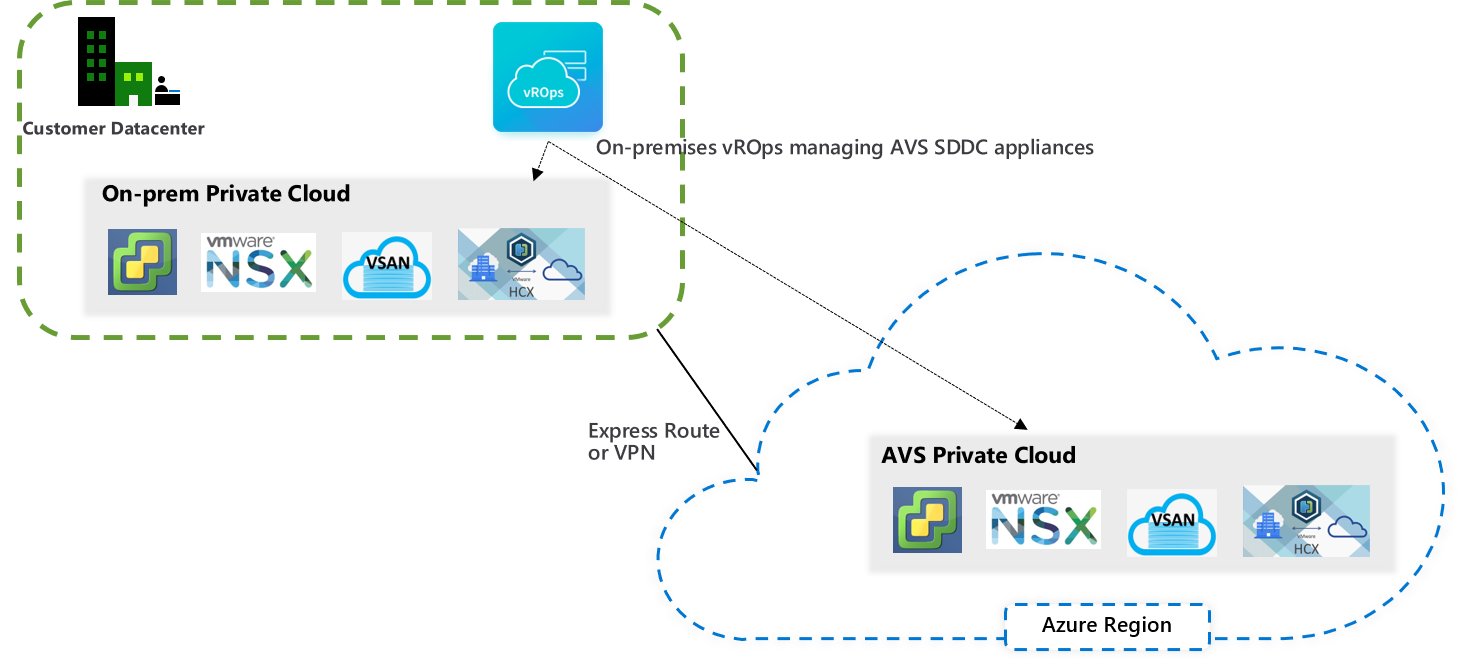 vROps
Customer Datacenter
On-premises vROps managing AVS SDDC appliances
On-prem Private Cloud
vmware®
NSX
VSAN
vmware
HCX
Express Route
or VPN
AVS Private Cloud
vmware®
NSX
VSAN
vmware
HCX
Azure Region